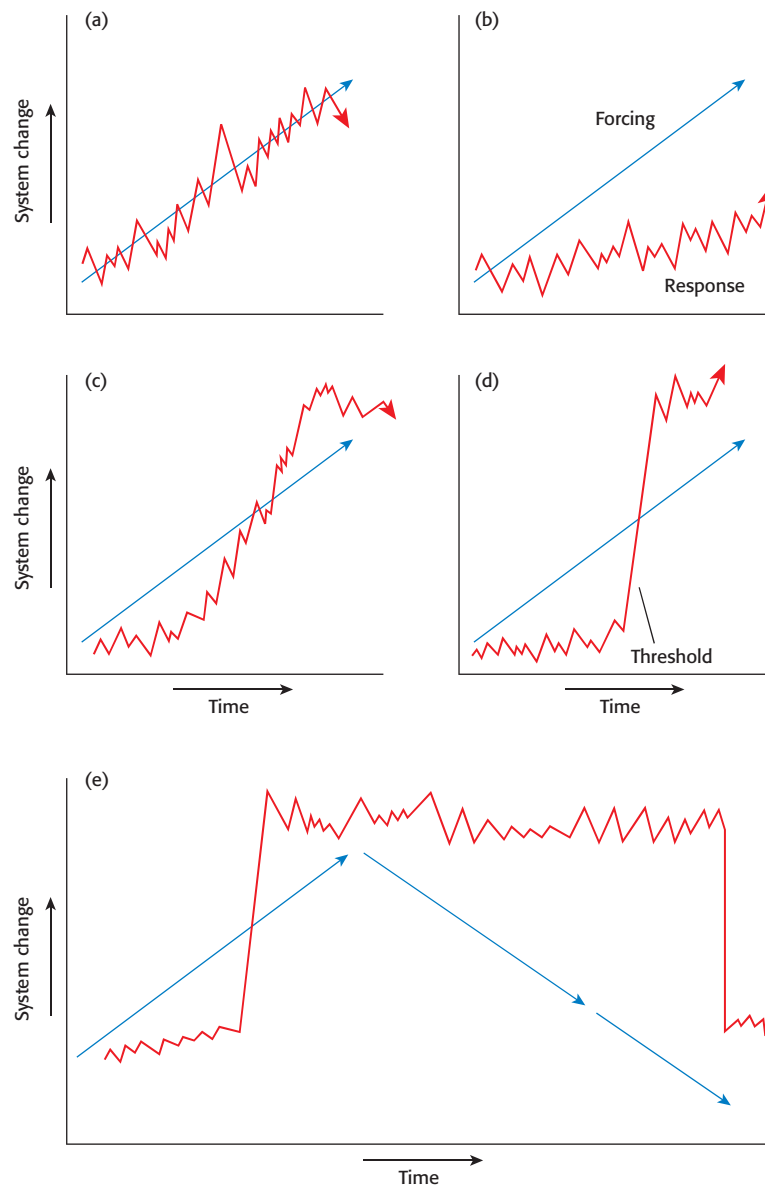 (a)
(b)
System change
Forcing
Response
(c)
(d)
System change
Threshold
Time
Time
(e)
System change
Time